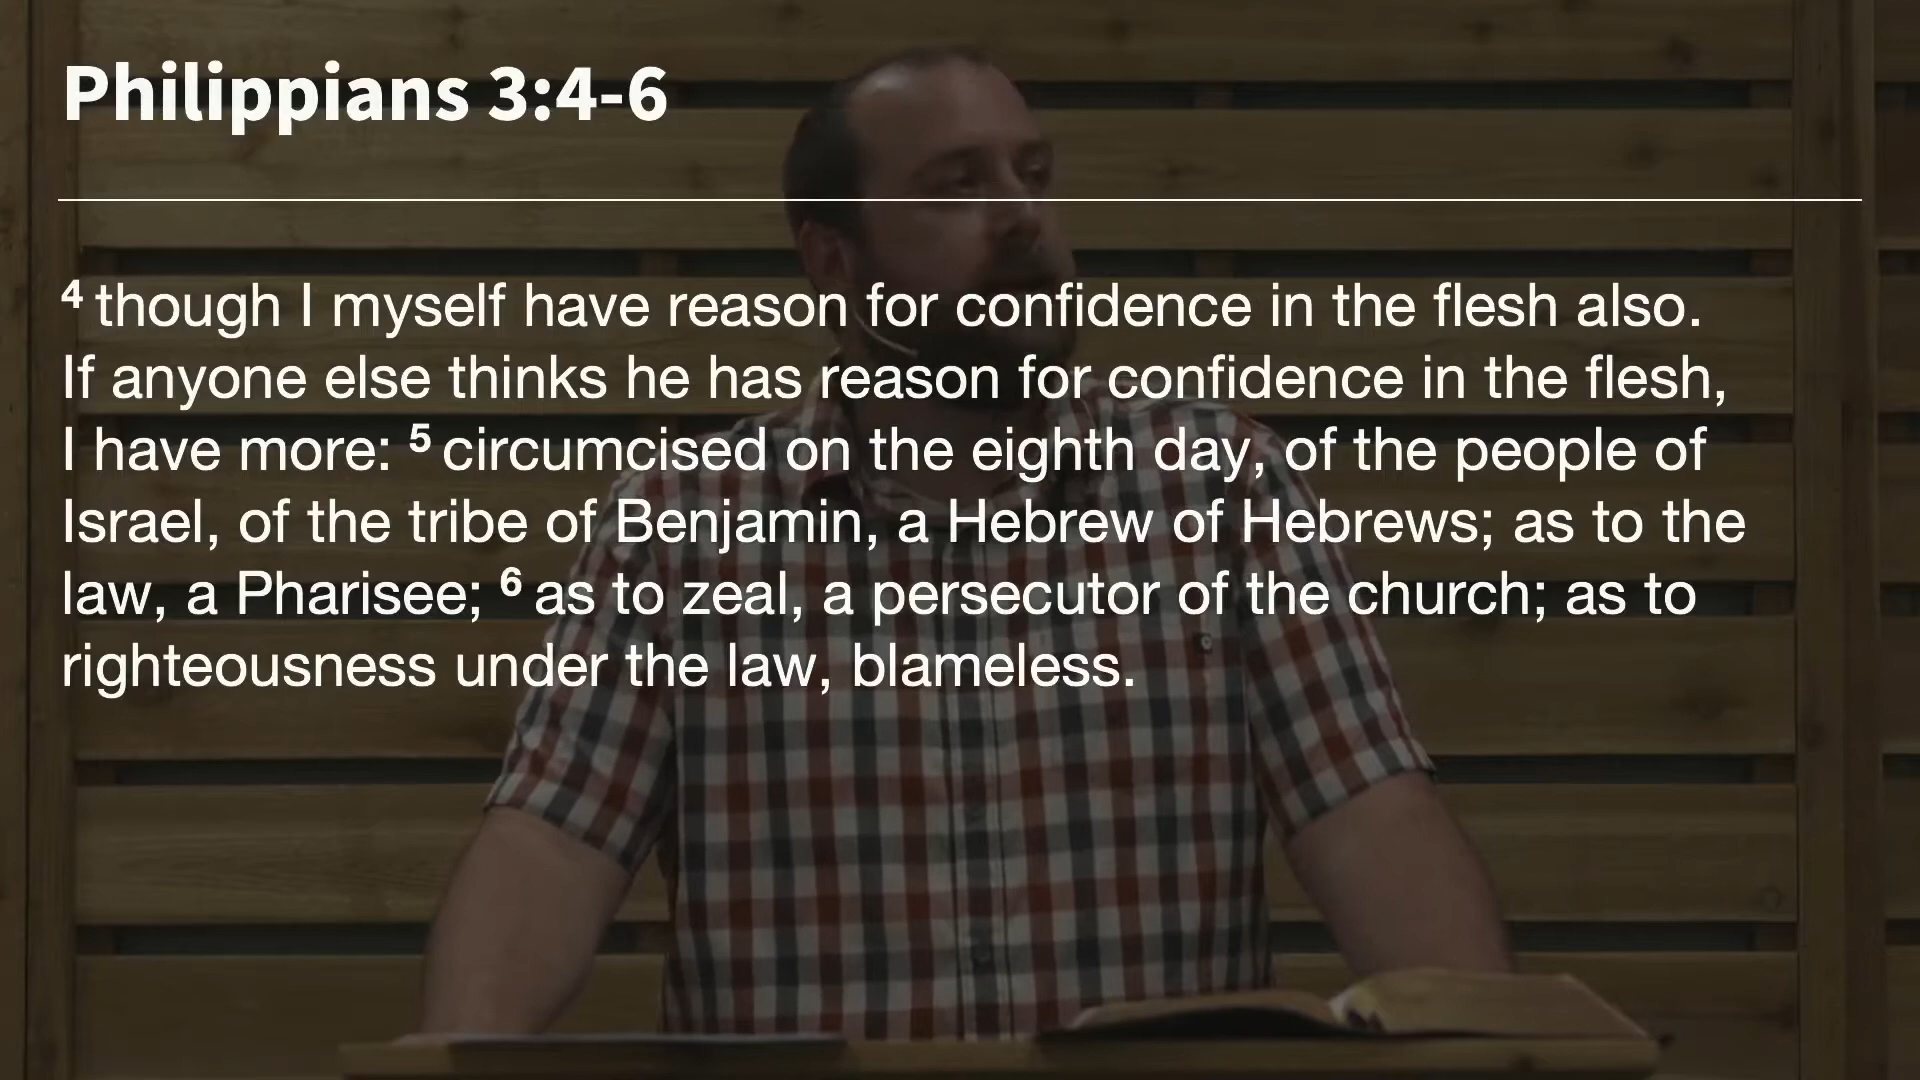 Philippians 3:4-6
4 though I myself have reason for confidence in the flesh also.
If anyone else thinks he has reason for confidence in the flesh,
I have more: 5 circumcised on the eighth day, of the people of
Israel, of the tribe of Benjamin, a Hebrew of Hebrews; as to the
law, a Pharisee; 6 as to zeal, a persecutor of the church; as to
righteousness under the law, blameless.